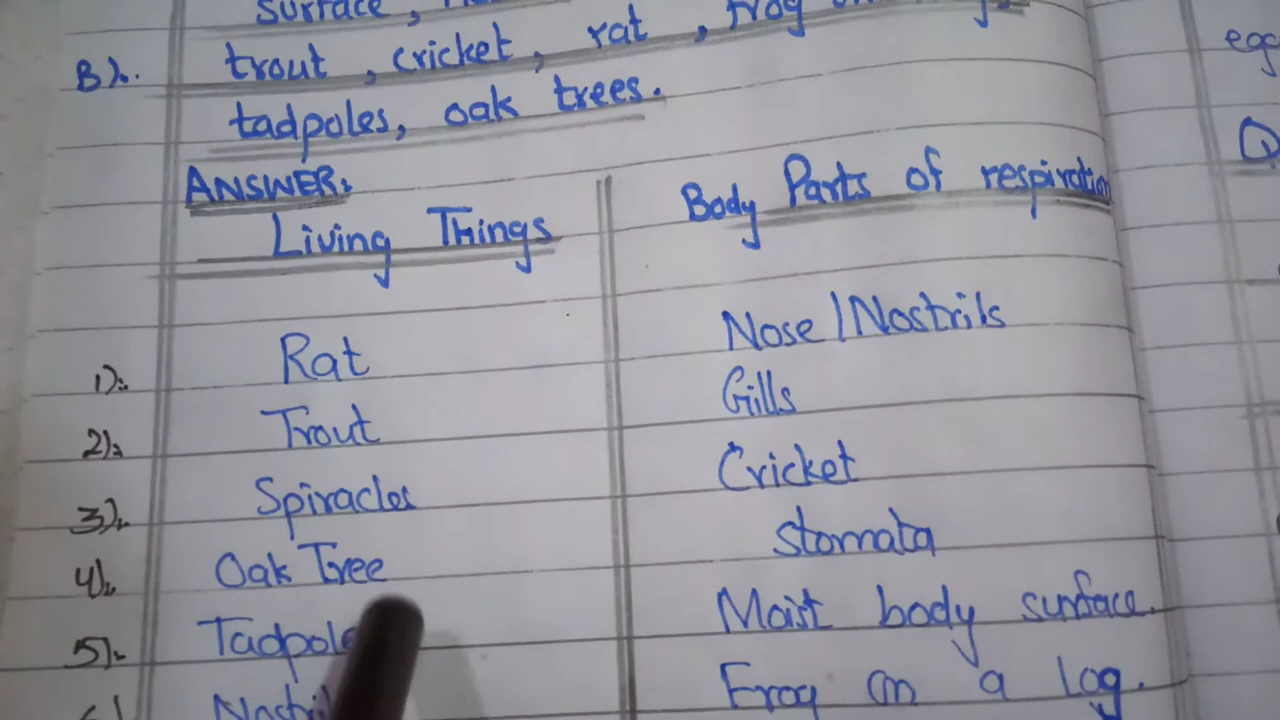 surface,
trout, cricket, rat, frog
B).
tadpoles, oak trees.
ANSWER:
Living Things
Body Parts of respiration
1). Rat Nose/Nostrils
2). Trout Gills
3). Spiracles Cricket
4). Oak Tree Stomata
5). Tadpole Moist body surface.
Frog on a log.